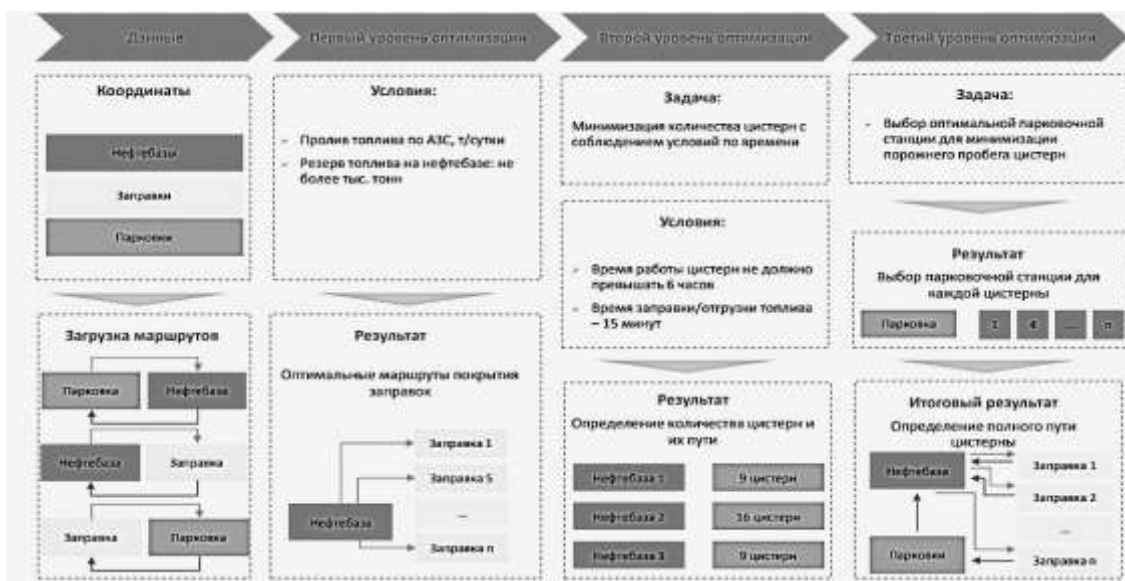 Данные
Первый уровень оптимизации
Второй уровень оптимизации
Третий уровень оптимизации
Координаты
Нефтебазы
Заправки
Парковки
Загрузка маршрутов
Парковка
Нефтебаза
Нефтебаза
Заправка
Заправка
Парковка
Условия:
- Пролив топлива по АЗС, т/сутки
- Резерв топлива на нефтебазе: не
более тыс. тонн
Результат
Оптимальные маршруты покрытия
заправок
Нефтебаза
Заправка 1
Заправка 5
...
Заправка n
Задача:
Минимизация количества цистерн с
соблюдением условий по времени
Условия:
- Время работы цистерн не должно
превышать 6 часов
- Время заправки/отгрузки топлива
– 15 минут
Результат
Определение количества цистерн и
их пути
Нефтебаза 1
9 цистерн
Нефтебаза 2
16 цистерн
Нефтебаза 3
9 цистерн
Задача:
- Выбор оптимальной парковочной
станции для минимизации
порожнего пробега цистерн
Результат
Выбор парковочной станции для
каждой цистерны
Парковка
1
4
...
n
Итоговый результат
Определение полного пути
цистерны
Нефтебаза
Заправка 1
Заправка 2
...
Заправка n
Парковки